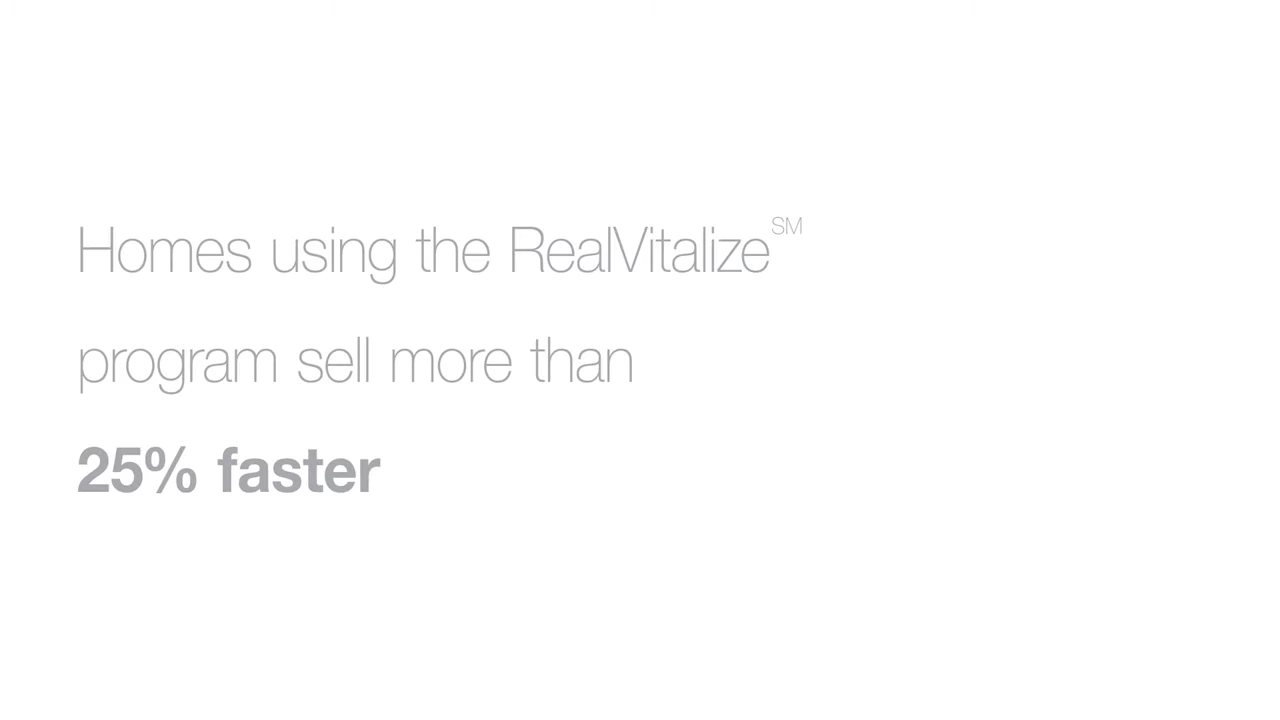 Homes using the RealVitalize℠
program sell more than
25% faster